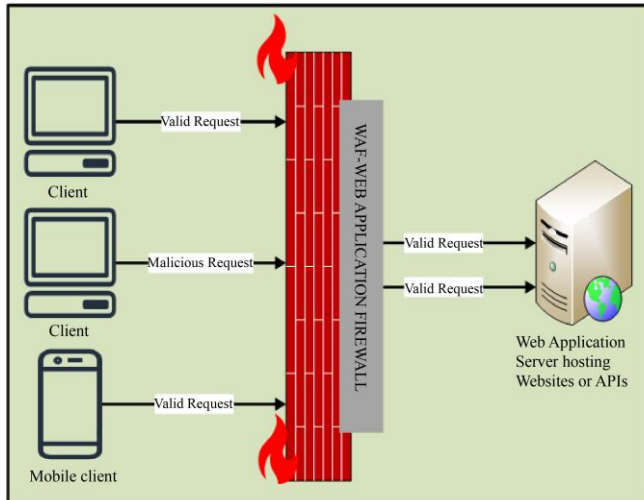 Valid Request
Client
Malicious Request
Client
Valid Request
Mobile client
WAF-WEB APPLICATION FIREWALL
Valid Request
Valid Request
Web Application
Server hosting
Websites or APIs